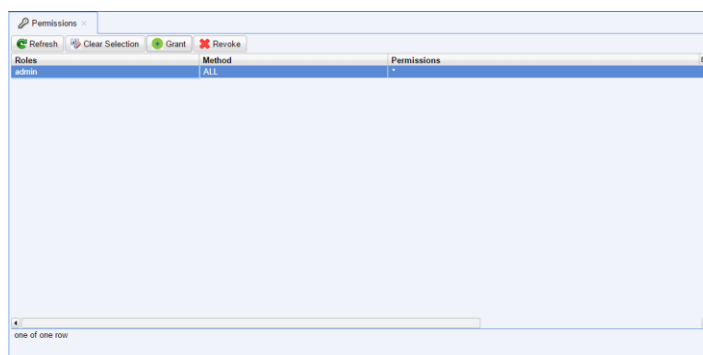 Permissions ×
Refresh Clear Selection Grant Revoke
Roles Method Permissions
admin ALL *
one of one row